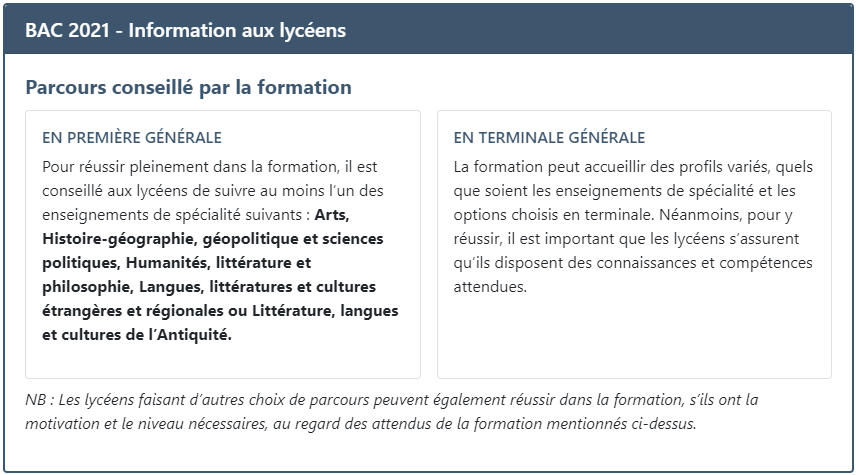 BAC 2021 - Information aux lycéens
Parcours conseillé par la formation
EN PREMIÈRE GÉNÉRALE
Pour réussir pleinement dans la formation, il est
conseillé aux lycéens de suivre au moins l’un des
enseignements de spécialité suivants : Arts,
Histoire-géographie, géopolitique et sciences
politiques, Humanités, littérature et
philosophie, Langues, littératures et cultures
étrangères et régionales ou Littérature, langues
et cultures de l’Antiquité.
EN TERMINALE GÉNÉRALE
La formation peut accueillir des profils variés, quels
que soient les enseignements de spécialité et les
options choisis en terminale. Néanmoins, pour y
réussir, il est important que les lycéens s’assurent
qu’ils disposent des connaissances et compétences
attendues.
NB : Les lycéens faisant d’autres choix de parcours peuvent également réussir dans la formation, s’ils ont la
motivation et le niveau nécessaires, au regard des attendus de la formation mentionnés ci-dessus.